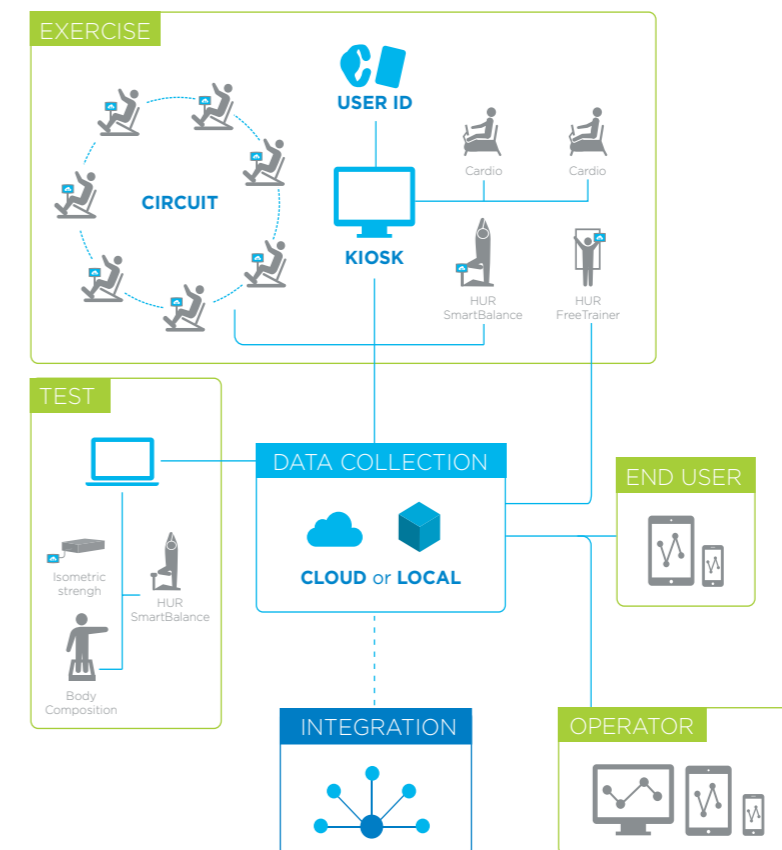 EXERCISE
USER ID
Cardio
Cardio
CIRCUIT
KIOSK
HUR
SmartBalance
HUR
FreeTrainer
TEST
DATA COLLECTION
END USER
CLOUD or LOCAL
Isometric
strengh
HUR
SmartBalance
Body
Composition
INTEGRATION
OPERATOR